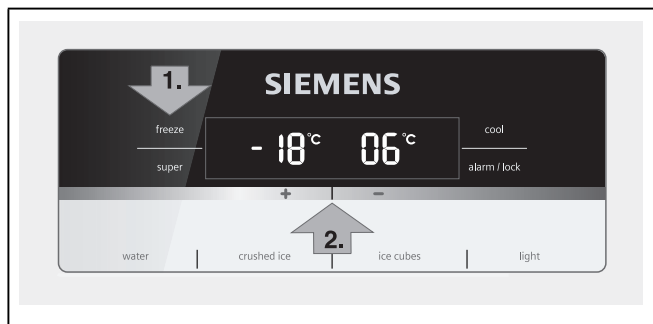 1.
SIEMENS
freeze -18°C 06°C cool
super alarm / lock
+ | -
2.
water crushed ice ice cubes light